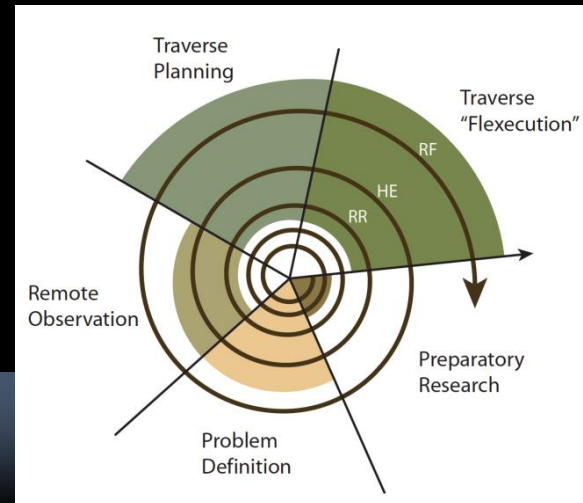 Traverse
Planning
Traverse
"Flexecution"
RF
HE
RR
Remote
Observation
Preparatory
Research
Problem
Definition